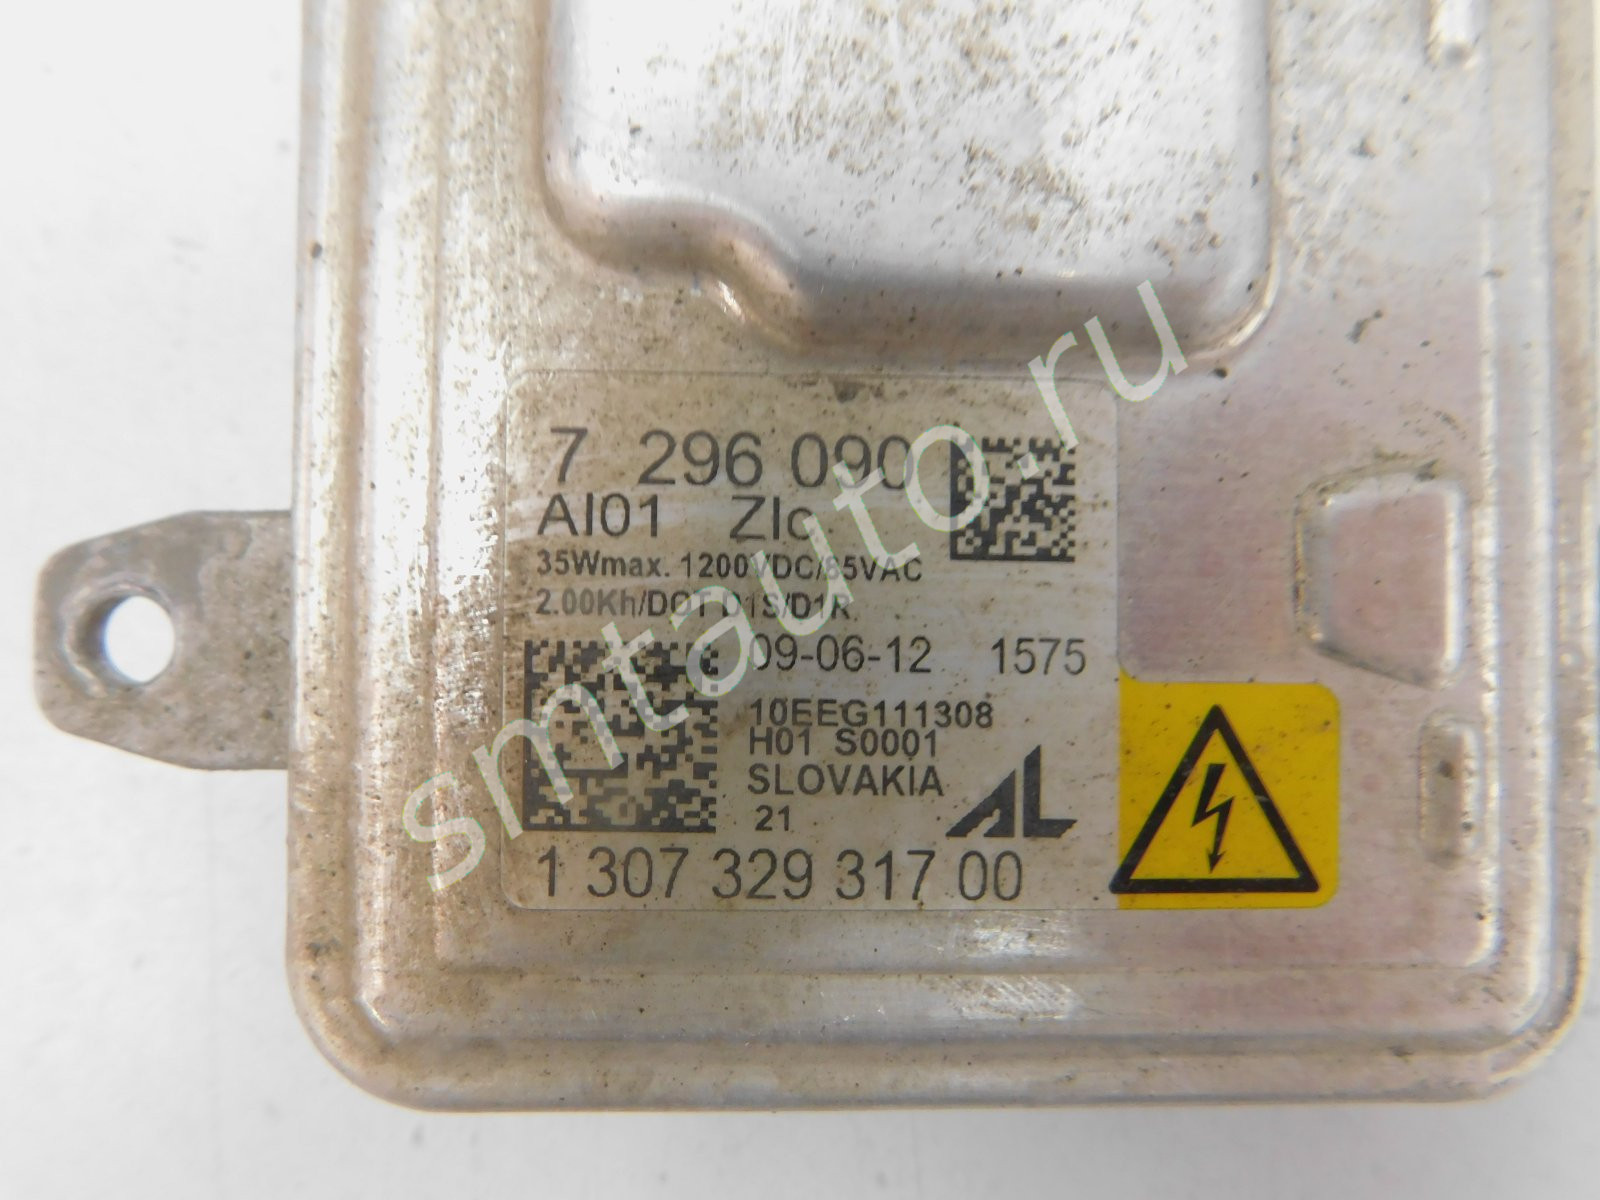 7 296 090
AI01 ZIc
35Wmax. 1200VDC/85VAC
2.00Kh/DOT D1S/D1R
09-06-12 1575
10EEG111308
H01 S0001
SLOVAKIA
21
AL
1 307 329 317 00
smtauto.ru